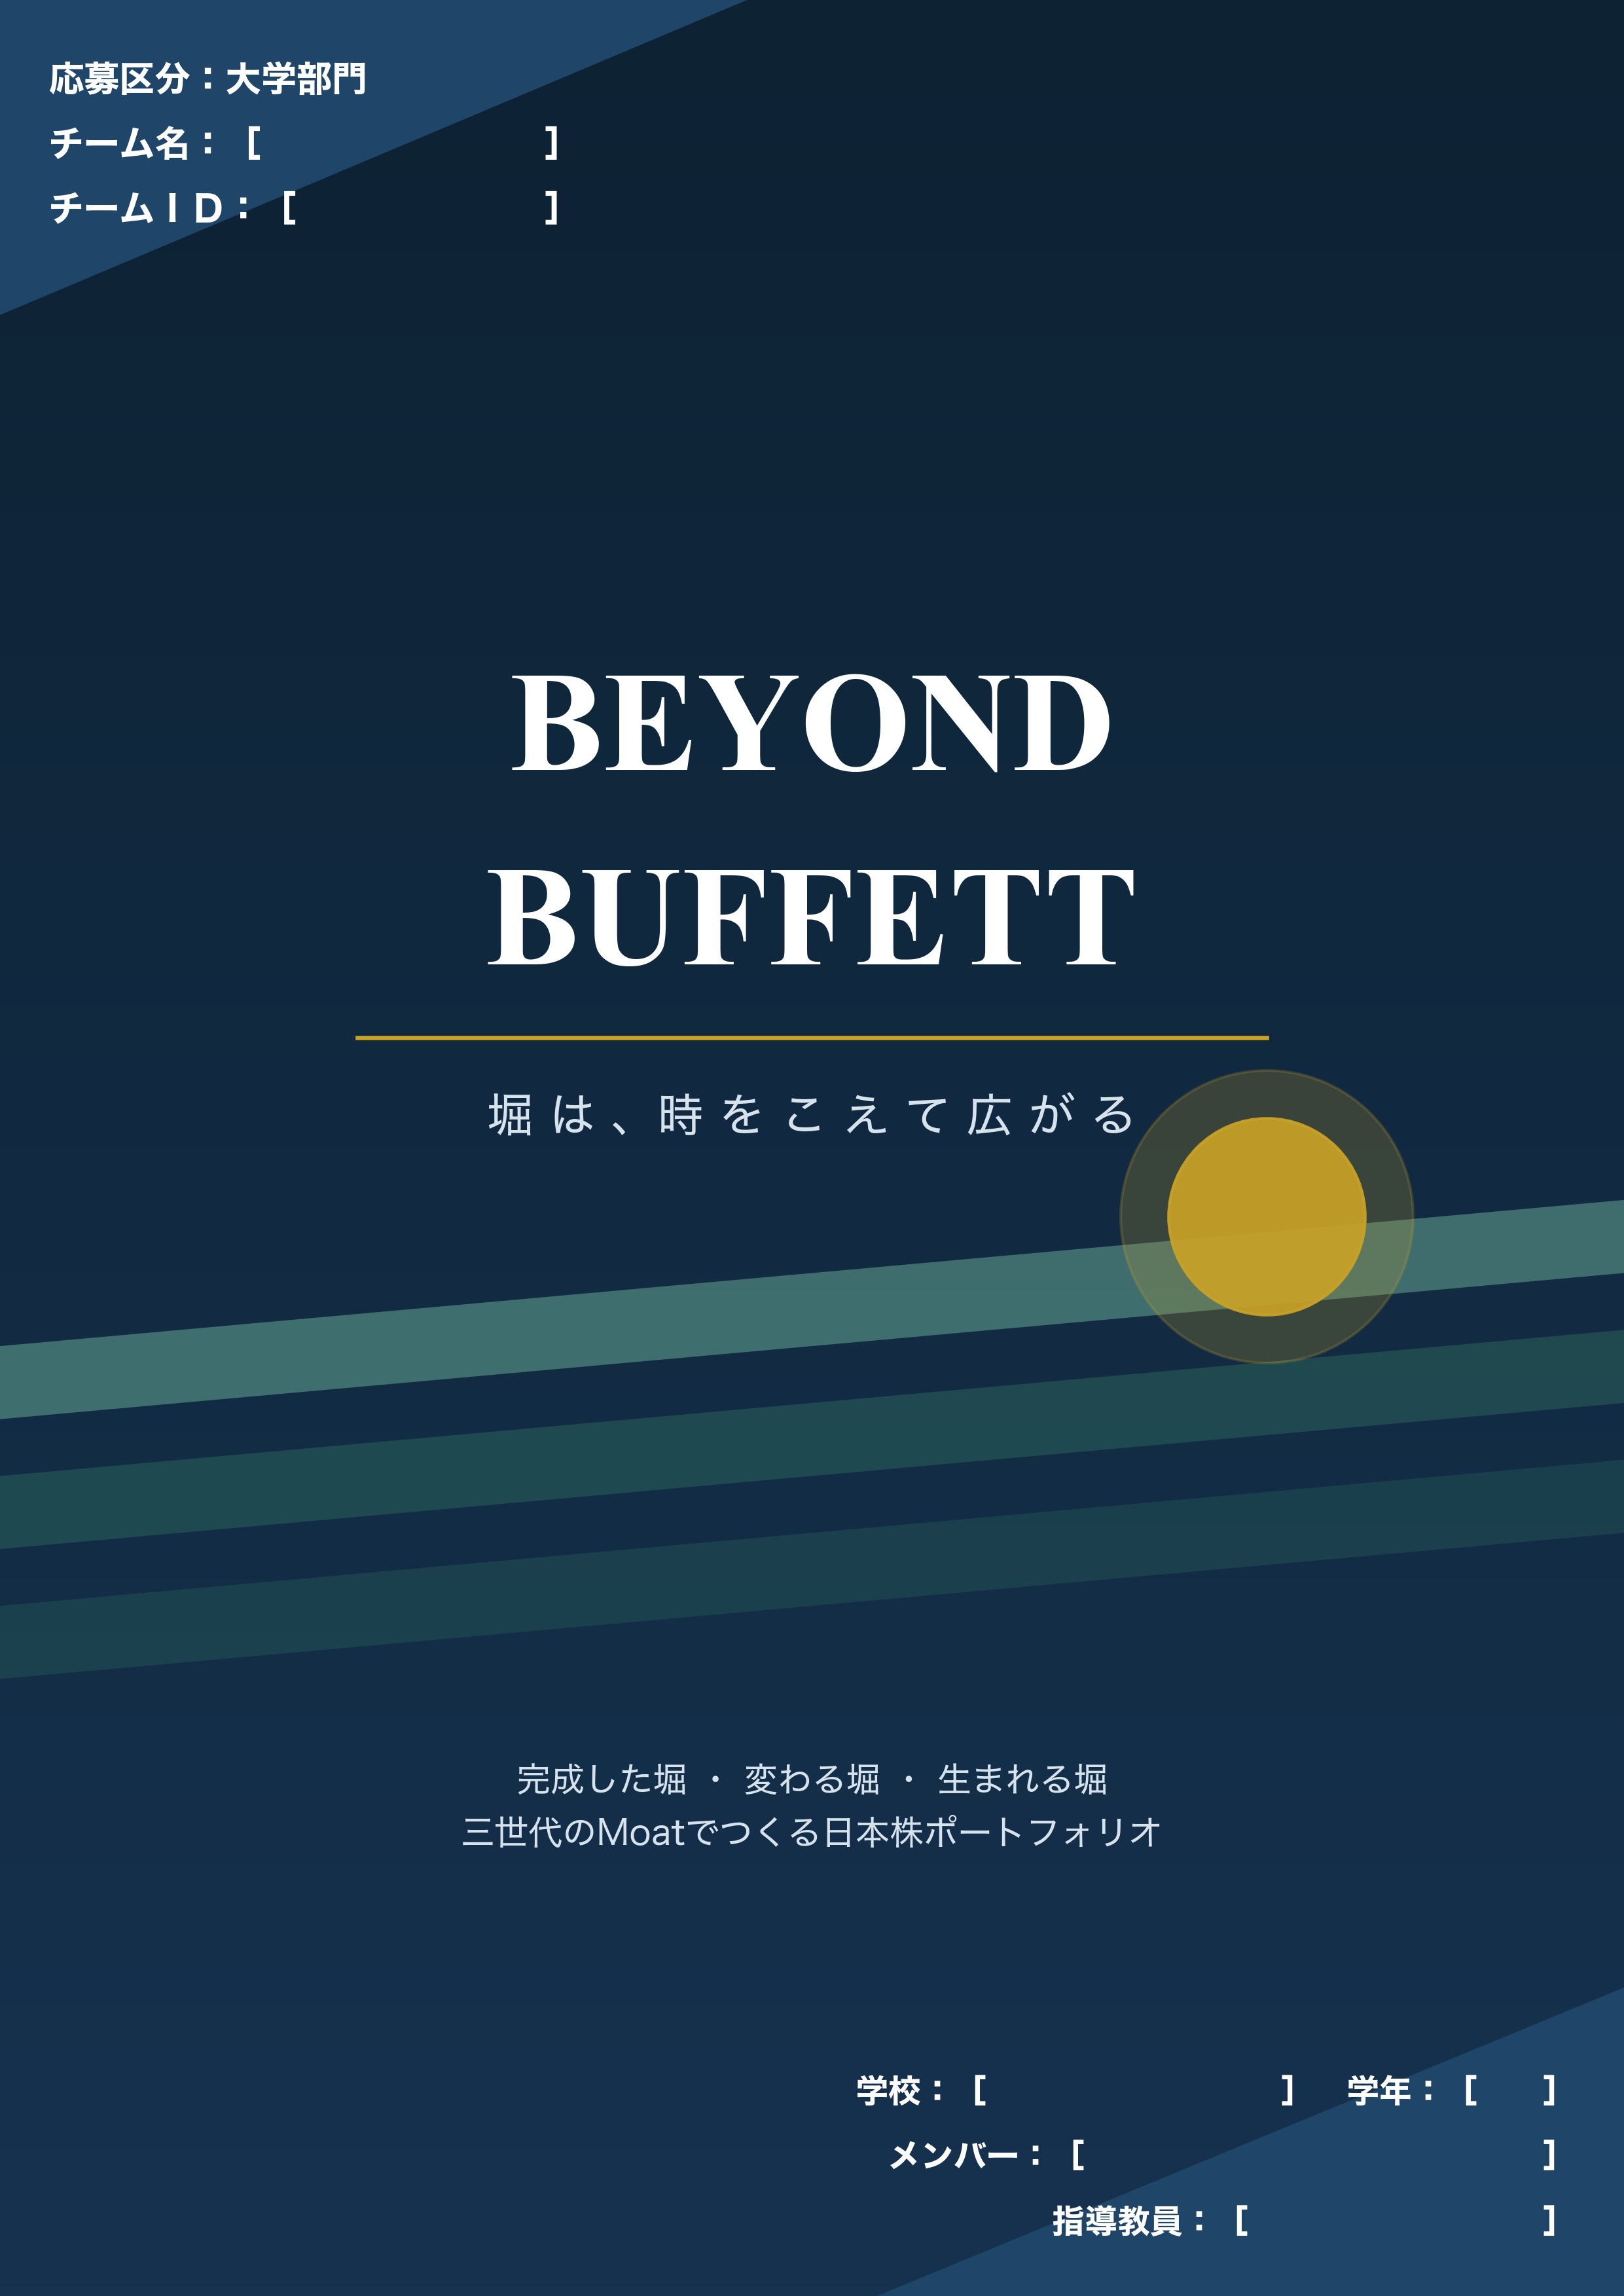 応募区分：大学部門
チーム名：［　　　　　　　　］
チームＩＤ：［　　　　　　　］
BEYOND
BUFFETT
堀は、時をこえて広がる
完成した堀 ・ 変わる堀 ・ 生まれる堀
三世代のMoatでつくる日本株ポートフォリオ
学校：［　　　　　　　　　］　学年：［　　］
メンバー：［　　　　　　　　　　　　　　］
指導教員：［　　　　　　　　　］